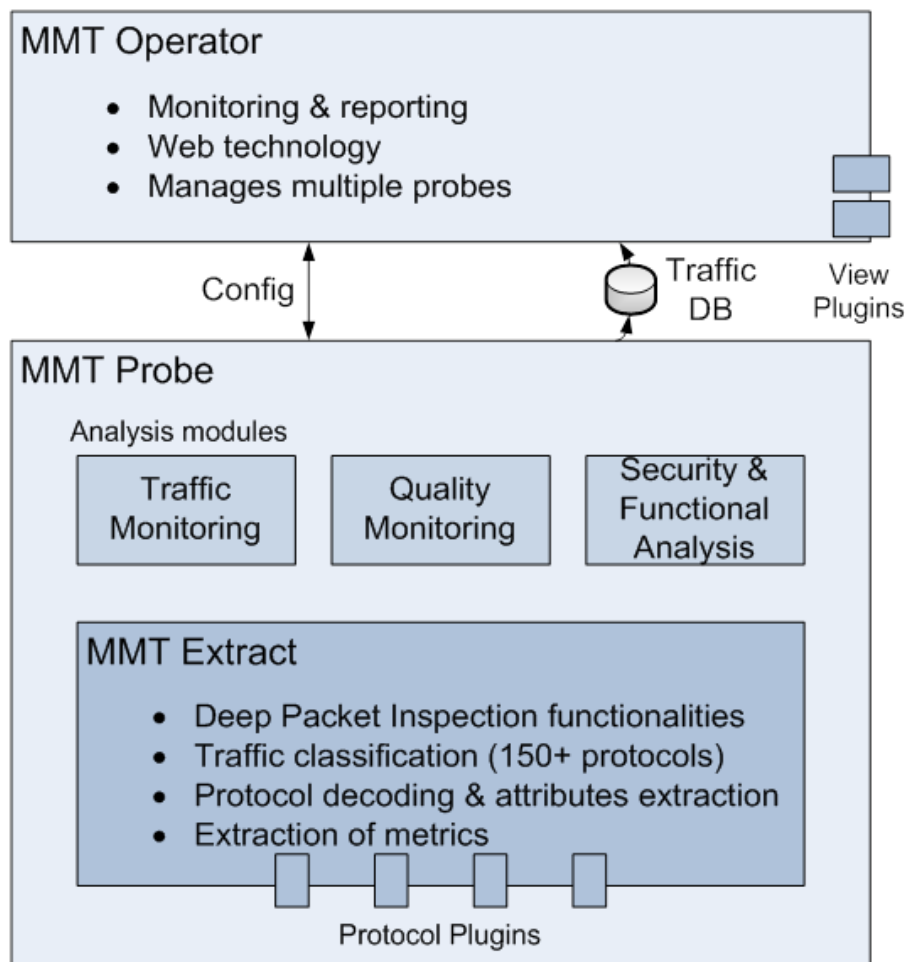 MMT Operator
• Monitoring & reporting
• Web technology
• Manages multiple probes
Config
Traffic
DB
View
Plugins
MMT Probe
Analysis modules
Traffic
Monitoring
Quality
Monitoring
Security &
Functional
Analysis
MMT Extract
• Deep Packet Inspection functionalities
• Traffic classification (150+ protocols)
• Protocol decoding & attributes extraction
• Extraction of metrics
Protocol Plugins